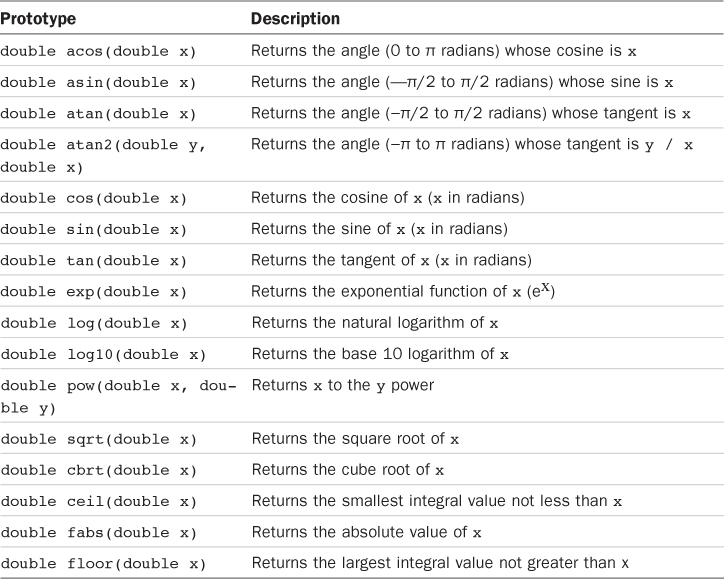 Prototype Description
double acos(double x) Returns the angle (0 to π radians) whose cosine is x
double asin(double x) Returns the angle (—π/2 to π/2 radians) whose sine is x
double atan(double x) Returns the angle (–π/2 to π/2 radians) whose tangent is x
double atan2(double y, Returns the angle (–π to π radians) whose tangent is y / x
double x)
double cos(double x) Returns the cosine of x (x in radians)
double sin(double x) Returns the sine of x (x in radians)
double tan(double x) Returns the tangent of x (x in radians)
double exp(double x) Returns the exponential function of x (eˣ)
double log(double x) Returns the natural logarithm of x
double log10(double x) Returns the base 10 logarithm of x
double pow(double x, dou- Returns x to the y power
ble y)
double sqrt(double x) Returns the square root of x
double cbrt(double x) Returns the cube root of x
double ceil(double x) Returns the smallest integral value not less than x
double fabs(double x) Returns the absolute value of x
double floor(double x) Returns the largest integral value not greater than x